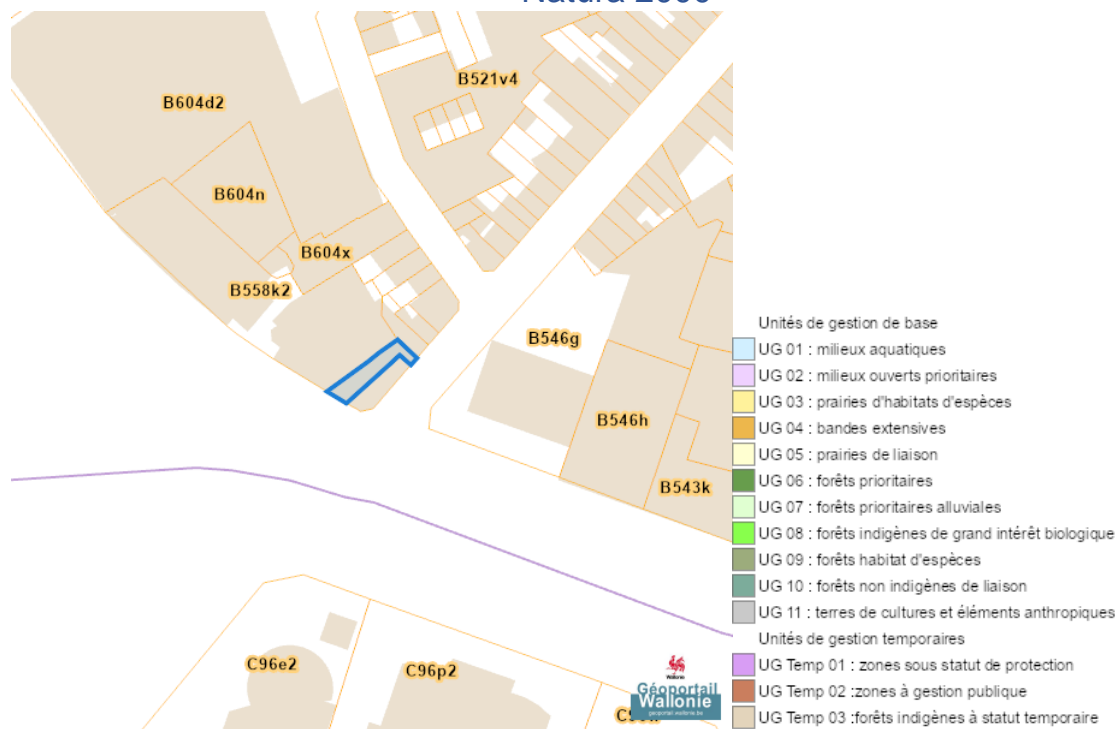 Natura 2000
B521v4
B604d2
B604n
B604x
B558k2
B546g
B546h
B543k
C96e2
C96p2
Wallonie
Géoportail
Wallonie
geoportail.wallonie.be
Unités de gestion de base
UG 01 : milieux aquatiques
UG 02 : milieux ouverts prioritaires
UG 03 : prairies d'habitats d'espèces
UG 04 : bandes extensives
UG 05 : prairies de liaison
UG 06 : forêts prioritaires
UG 07 : forêts prioritaires alluviales
UG 08 : forêts indigènes de grand intérêt biologique
UG 09 : forêts habitat d'espèces
UG 10 : forêts non indigènes de liaison
UG 11 : terres de cultures et éléments anthropiques
Unités de gestion temporaires
UG Temp 01 : zones sous statut de protection
UG Temp 02 :zones à gestion publique
UG Temp 03 :forêts indigènes à statut temporaire